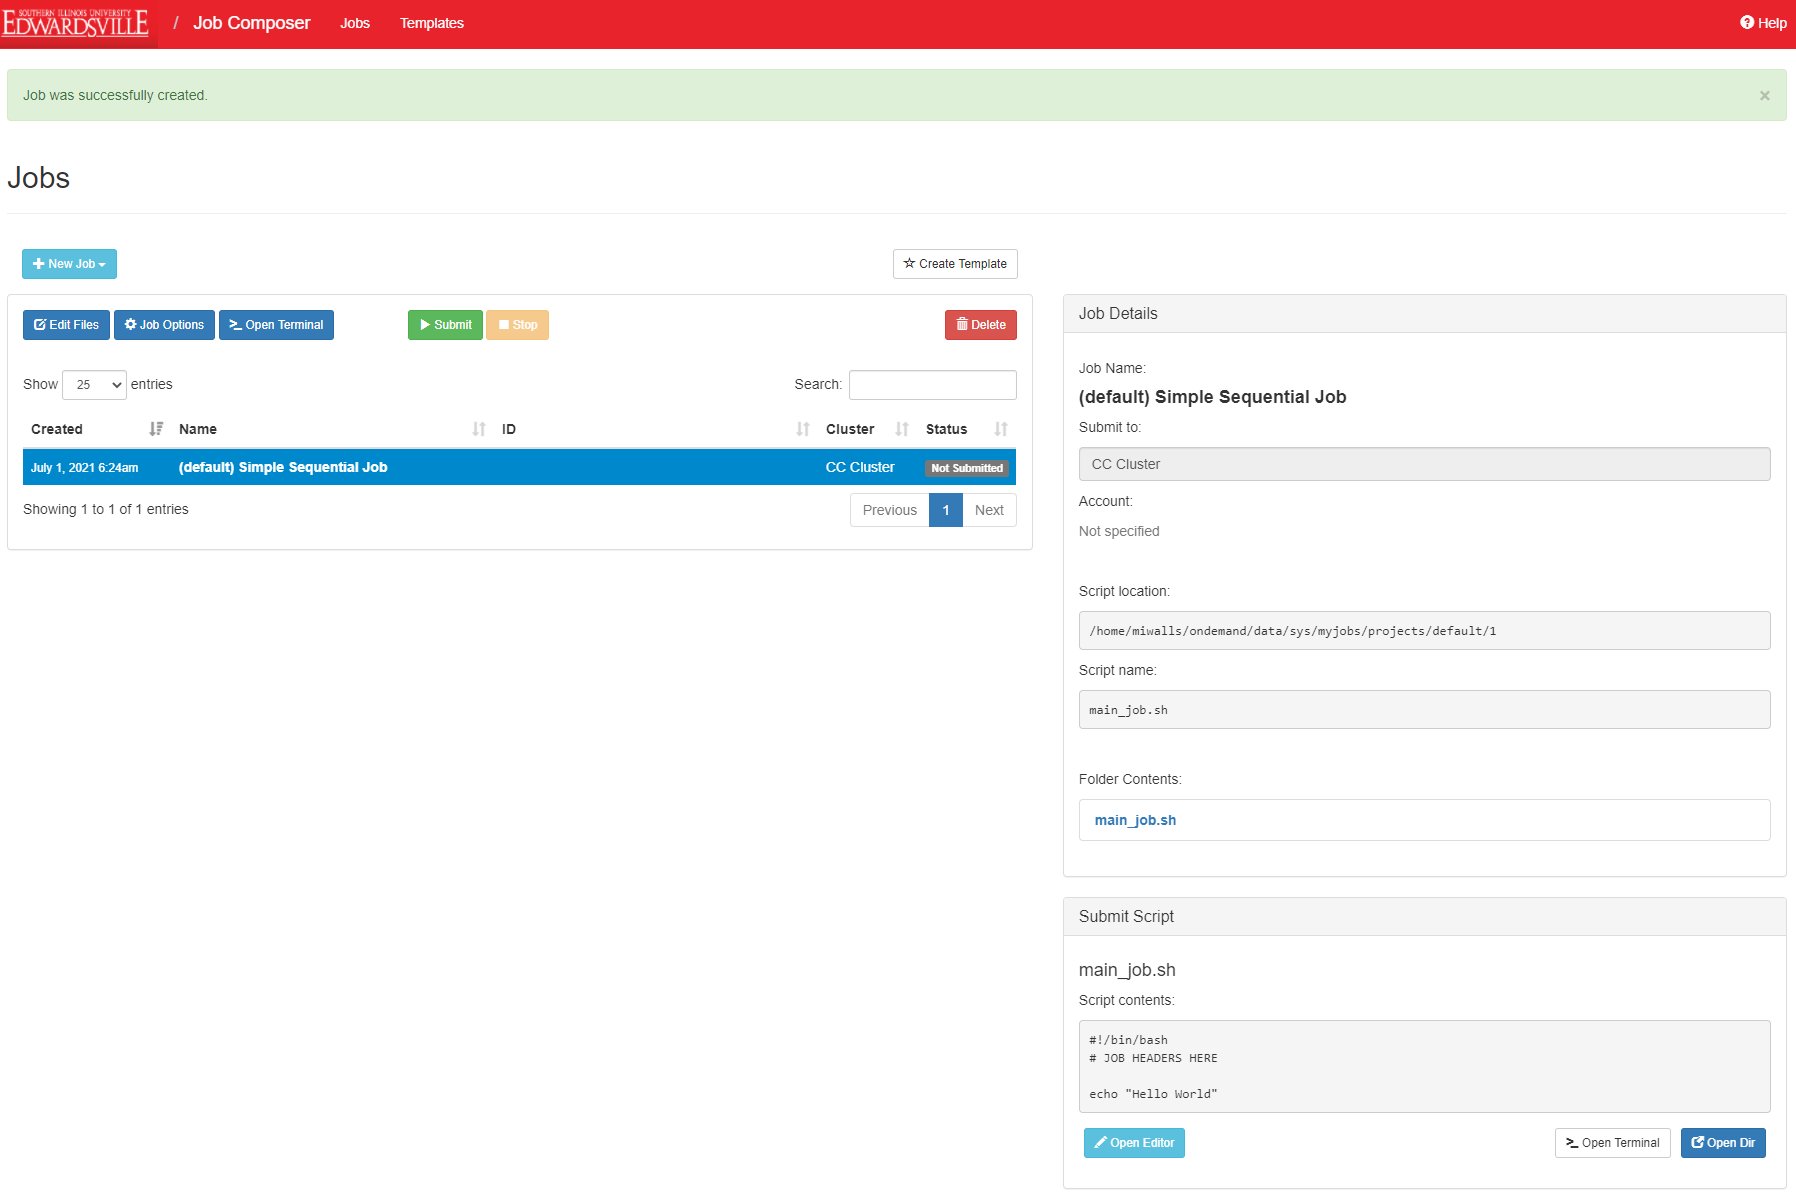 SOUTHERN ILLINOIS UNIVERSITY
EDWARDSVILLE
/ Job Composer Jobs Templates Help
Job was successfully created. ×
Jobs
New Job
Create Template
Edit Files Job Options Open Terminal Submit Stop Delete
Show 25 entries Search:
Created Name ID Cluster Status
July 1, 2021 6:24am (default) Simple Sequential Job CC Cluster Not Submitted
Showing 1 to 1 of 1 entries Previous 1 Next
Job Details
Job Name:
(default) Simple Sequential Job
Submit to:
CC Cluster
Account:
Not specified
Script location:
/home/miwalls/ondemand/data/sys/myjobs/projects/default/1
Script name:
main_job.sh
Folder Contents:
main_job.sh
Submit Script
main_job.sh
Script contents:
#!/bin/bash
# JOB HEADERS HERE
echo "Hello World"
Open Editor Open Terminal Open Dir